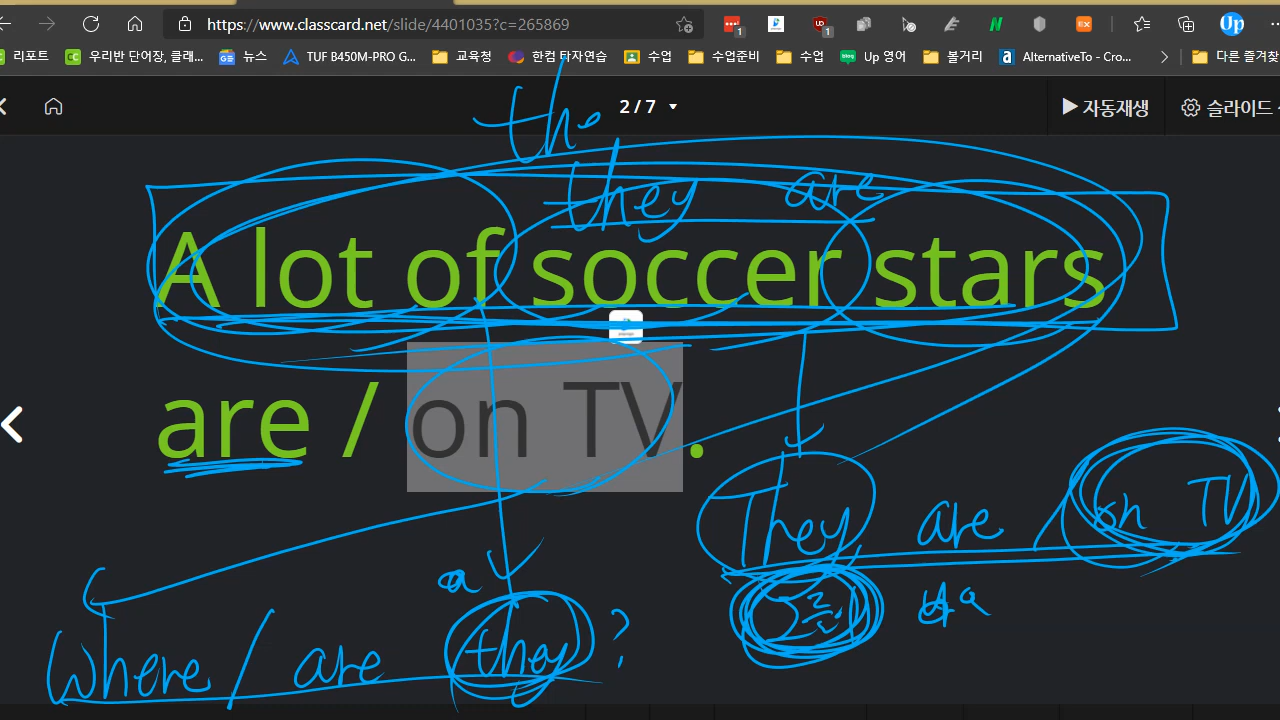 https://www.classcard.net/slide/4401035?c=265869
리포트 우리반 단어장, 클래... 뉴스 TUF B450M-PRO G... 교육청 한컴 타자연습 수업 수업준비 수업 Up 영어 볼거리 AlternativeTo - Cro... 다른 즐겨찾
2 / 7 자동재생 슬라이드
the
they are
A lot of soccer stars
are / on TV.
They are / on TV
Where / are they ?